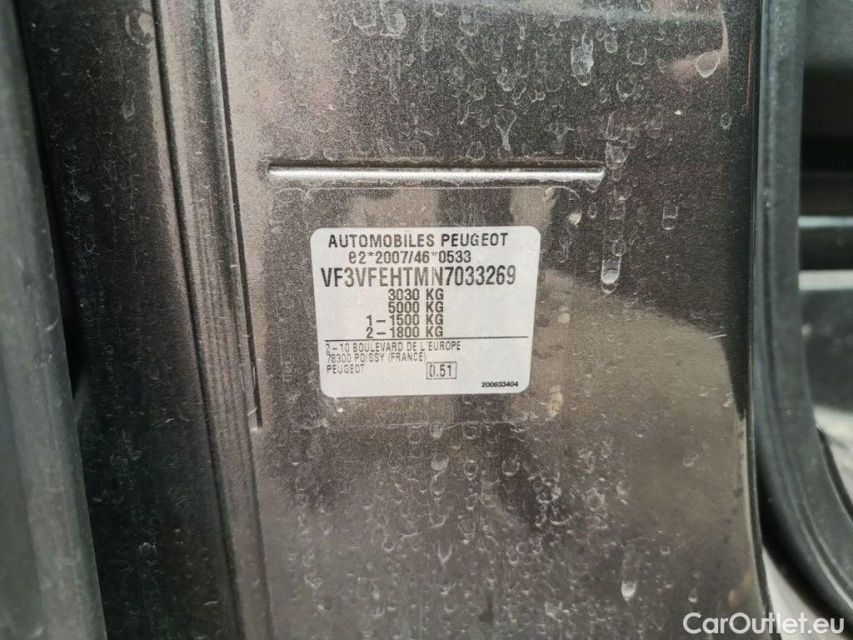 AUTOMOBILES PEUGEOT
e2*2007/46*0533
VF3VFEHTMN7033269
3030 KG
5000 KG
1-1500 KG
2-1800 KG
2-10 BOULEVARD DE L'EUROPE
78300 POISSY (FRANCE)
PEUGEOT
0.51
200633404
CarOutlet.eu